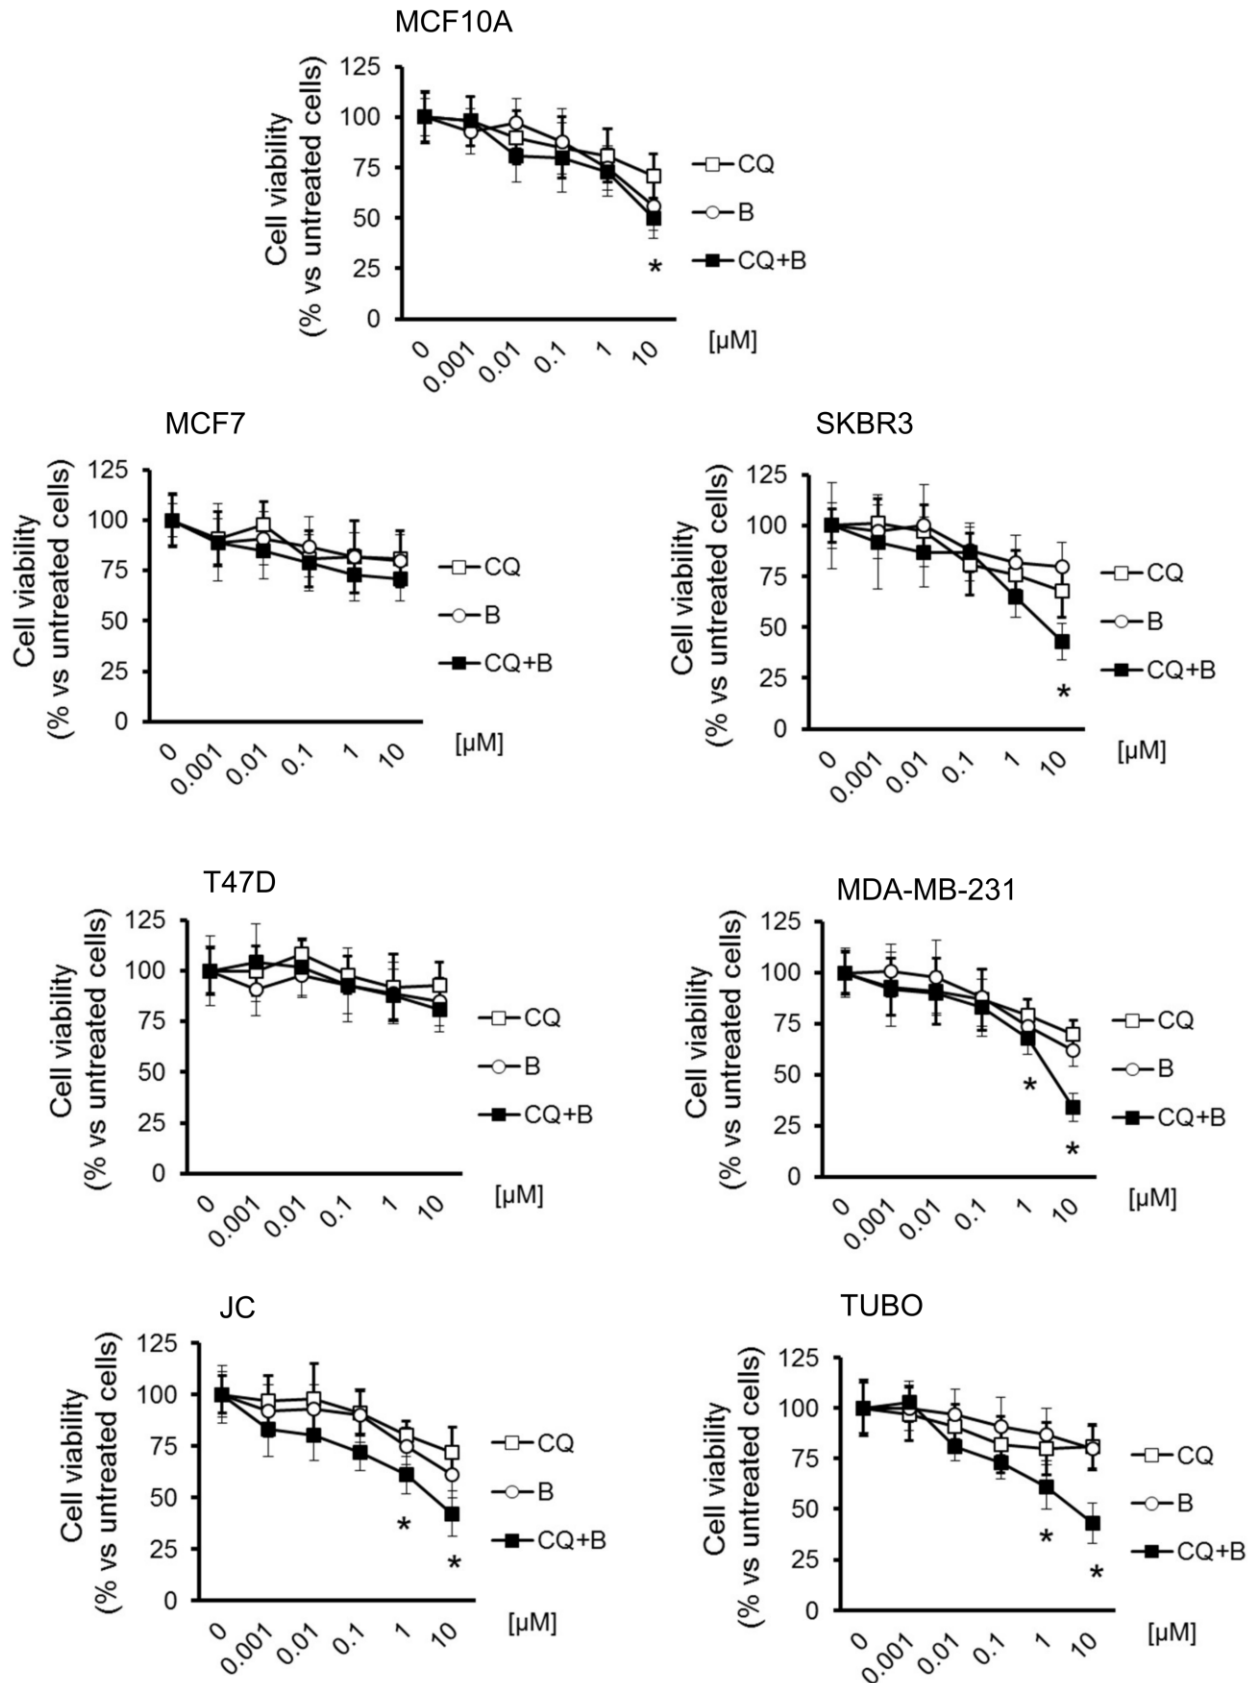 MCF10A
Cell viability
(% vs untreated cells)
125
100
75
50
25
0
0
0.001
0.01
0.1
1
10
[µM]
CQ
B
CQ+B
*
MCF7
Cell viability
(% vs untreated cells)
125
100
75
50
25
0
0
0.001
0.01
0.1
1
10
[µM]
CQ
B
CQ+B
SKBR3
Cell viability
(% vs untreated cells)
125
100
75
50
25
0
0
0.001
0.01
0.1
1
10
[µM]
CQ
B
CQ+B
*
T47D
Cell viability
(% vs untreated cells)
125
100
75
50
25
0
0
0.001
0.01
0.1
1
10
[µM]
CQ
B
CQ+B
MDA-MB-231
Cell viability
(% vs untreated cells)
125
100
75
50
25
0
0
0.001
0.01
0.1
1
10
[µM]
CQ
B
CQ+B
*
*
JC
Cell viability
(% vs untreated cells)
125
100
75
50
25
0
0
0.001
0.01
0.1
1
10
[µM]
CQ
B
CQ+B
*
*
TUBO
Cell viability
(% vs untreated cells)
125
100
75
50
25
0
0
0.001
0.01
0.1
1
10
[µM]
CQ
B
CQ+B
*
*